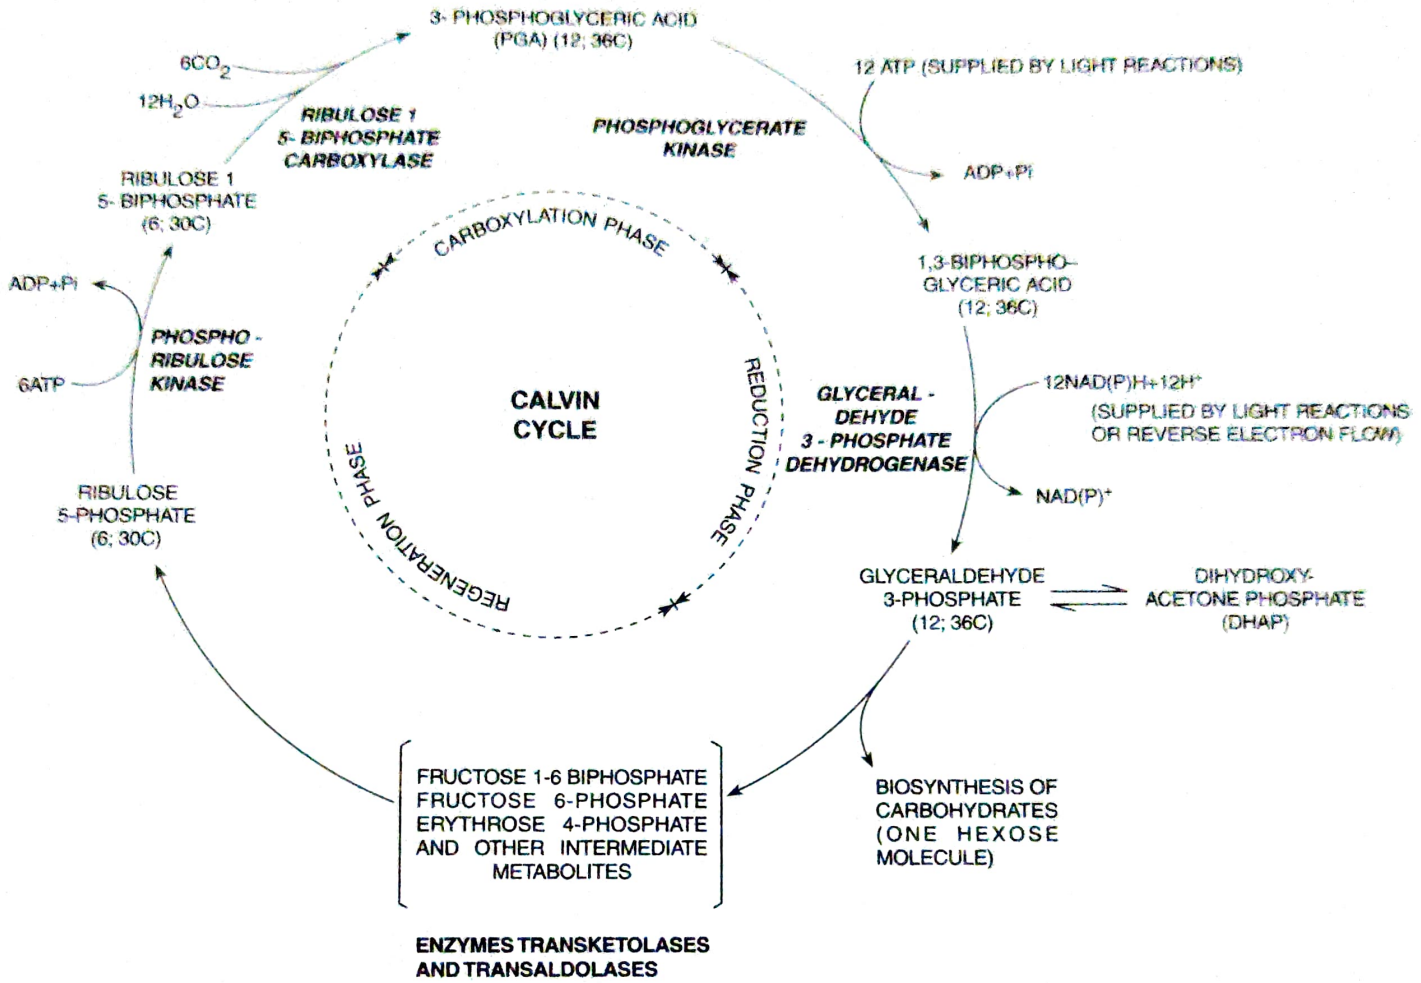 3- PHOSPHOGLYCERIC ACID
(PGA) (12; 36C)
6CO2
12H2O
RIBULOSE 1
5- BIPHOSPHATE
CARBOXYLASE
PHOSPHOGLYCERATE
KINASE
12 ATP (SUPPLIED BY LIGHT REACTIONS)
ADP+Pi
RIBULOSE 1
5- BIPHOSPHATE
(6; 30C)
CARBOXYLATION PHASE
1,3-BIPHOSPHO-
GLYCERIC ACID
(12; 36C)
ADP+Pi
6ATP
PHOSPHO -
RIBULOSE
KINASE
CALVIN
CYCLE
REDUCTION PHASE
REGENERATION PHASE
GLYCERAL -
DEHYDE
3 - PHOSPHATE
DEHYDROGENASE
12NAD(P)H+12H+
(SUPPLIED BY LIGHT REACTIONS
OR REVERSE ELECTRON FLOW)
NAD(P)+
RIBULOSE
5-PHOSPHATE
(6; 30C)
GLYCERALDEHYDE
3-PHOSPHATE
(12; 36C)
DIHYDROXY-
ACETONE PHOSPHATE
(DHAP)
FRUCTOSE 1-6 BIPHOSPHATE
FRUCTOSE 6-PHOSPHATE
ERYTHROSE 4-PHOSPHATE
AND OTHER INTERMEDIATE
METABOLITES
BIOSYNTHESIS OF
CARBOHYDRATES
(ONE HEXOSE
MOLECULE)
ENZYMES TRANSKETOLASES
AND TRANSALDOLASES